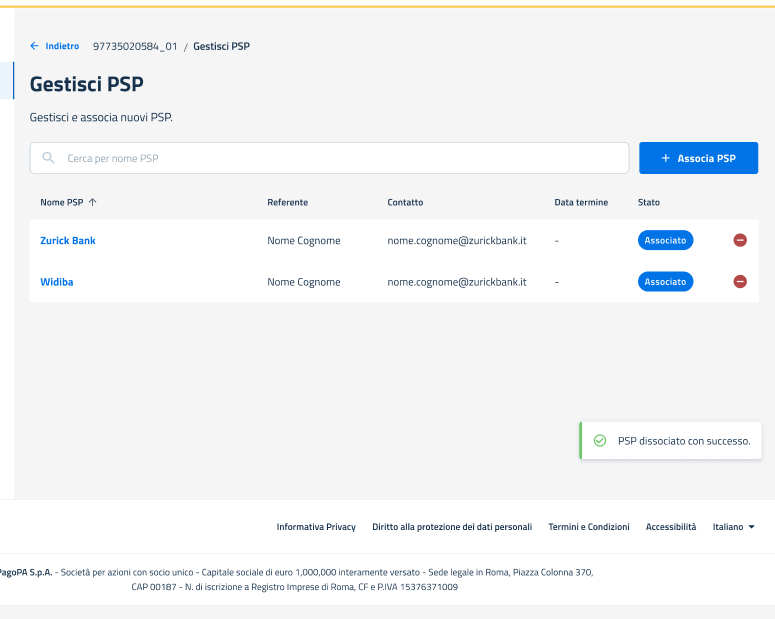 Indietro 97735020584_01 / Gestisci PSP
Gestisci PSP
Gestisci e associa nuovi PSP.
Cerca per nome PSP
+ Associa PSP
Nome PSP ↑ Referente Contatto Data termine Stato
Zurick Bank Nome Cognome nome.cognome@zurickbank.it - Associato
Widiba Nome Cognome nome.cognome@zurickbank.it - Associato
PSP dissociato con successo.
Informativa Privacy Diritto alla protezione dei dati personali Termini e Condizioni Accessibilità Italiano
PagoPA S.p.A. - Società per azioni con socio unico - Capitale sociale di euro 1,000,000 interamente versato - Sede legale in Roma, Piazza Colonna 370,
CAP 00187 - N. di iscrizione a Registro Imprese di Roma, CF e P.IVA 15376371009